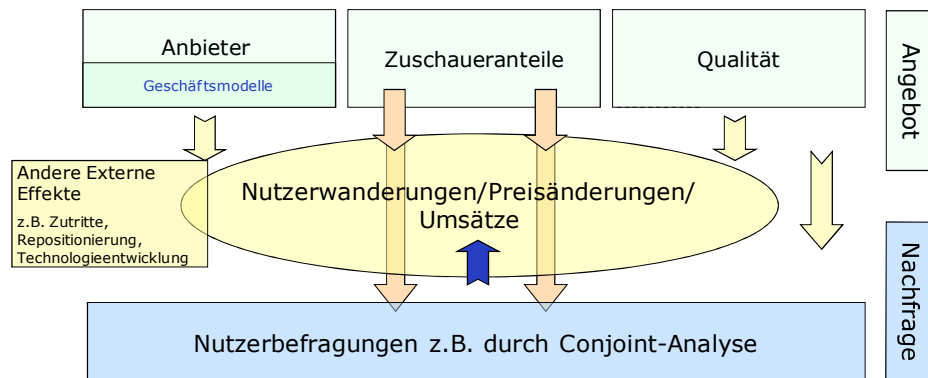 Anbieter
Geschäftsmodelle
Zuschaueranteile
Qualität
Angebot
Andere Externe
Effekte
z.B. Zutritte,
Repositionierung,
Technologieentwicklung
Nutzerwanderungen/Preisänderungen/
Umsätze
Nachfrage
Nutzerbefragungen z.B. durch Conjoint-Analyse